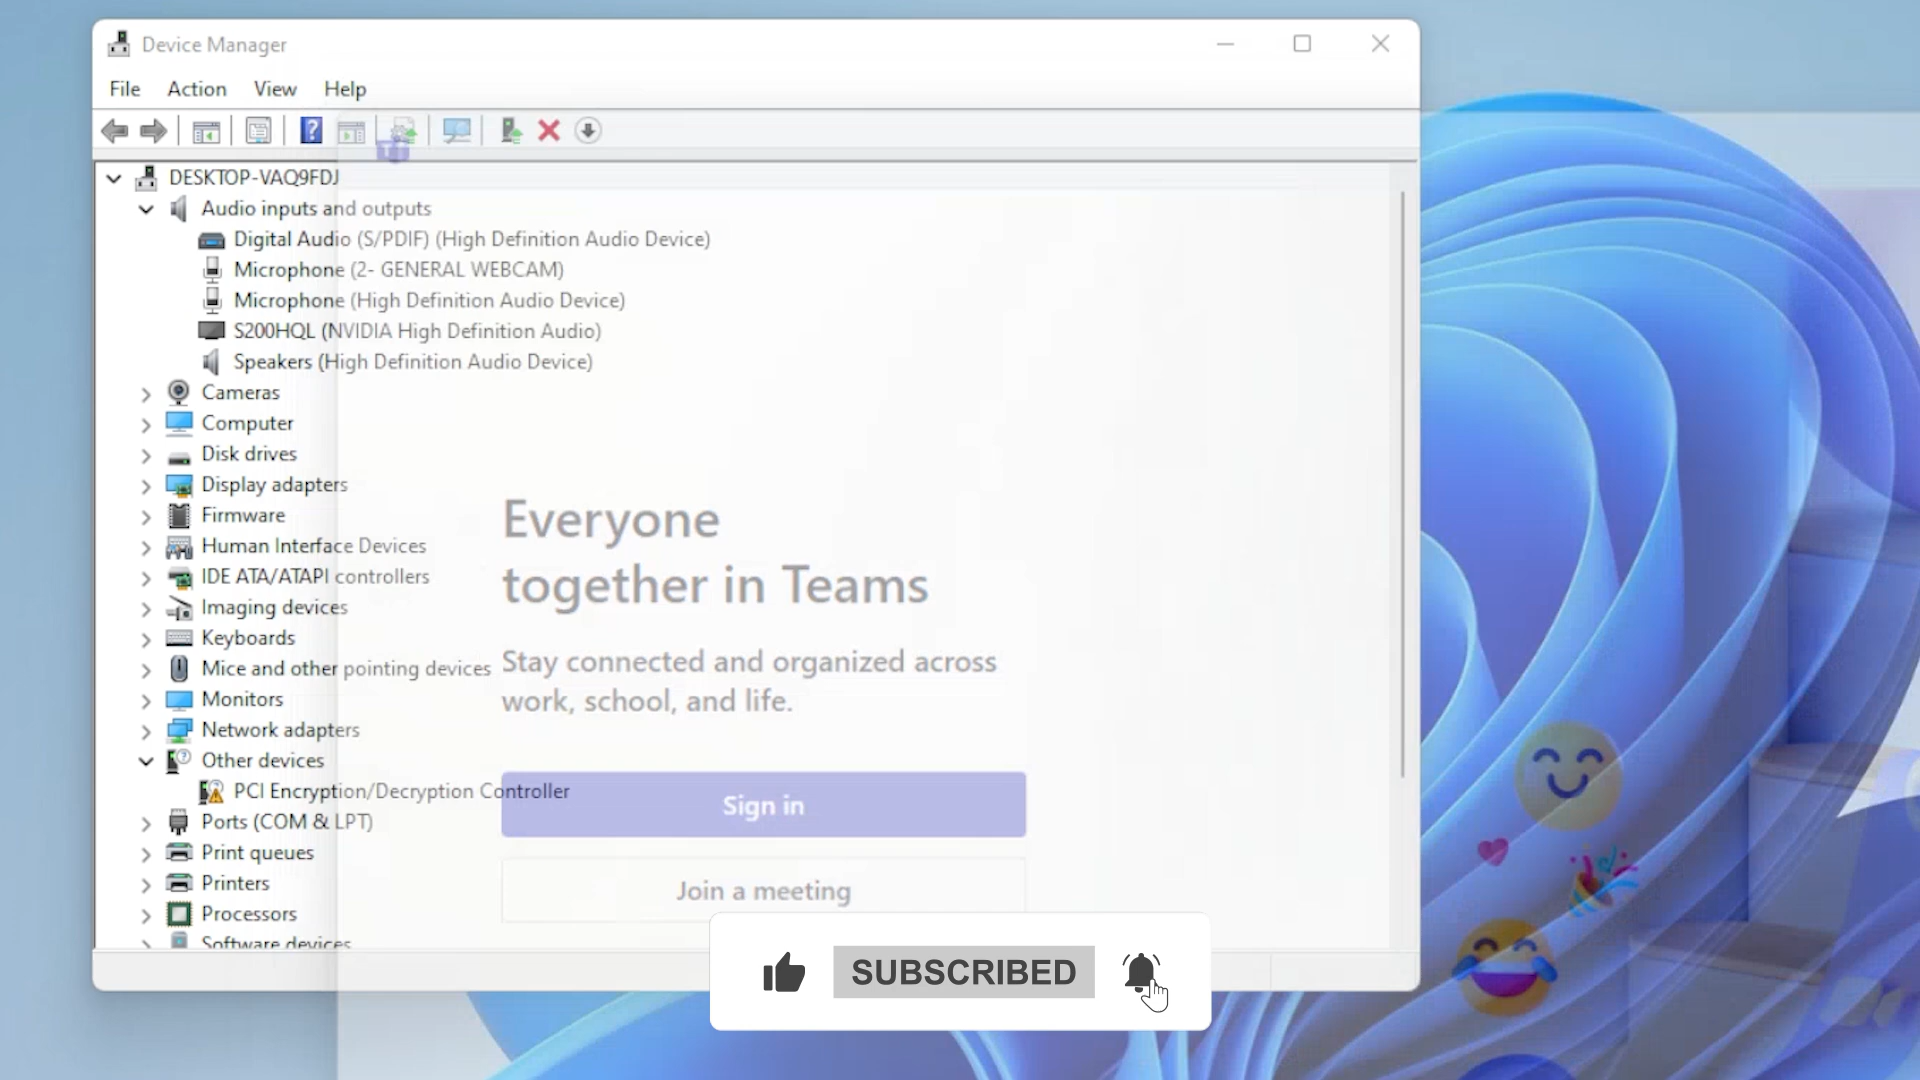 Device Manager
File Action View Help
DESKTOP-VAQ9FDJ
Audio inputs and outputs
Digital Audio (S/PDIF) (High Definition Audio Device)
Microphone (2- GENERAL WEBCAM)
Microphone (High Definition Audio Device)
S200HQL (NVIDIA High Definition Audio)
Speakers (High Definition Audio Device)
Cameras
Computer
Disk drives
Display adapters
Firmware
Human Interface Devices
IDE ATA/ATAPI controllers
Imaging devices
Keyboards
Mice and other pointing devices
Monitors
Network adapters
Other devices
PCI Encryption/Decryption Controller
Ports (COM & LPT)
Print queues
Printers
Processors
Software devices
Everyone
together in Teams
Stay connected and organized across
work, school, and life.
Sign in
Join a meeting
SUBSCRIBED